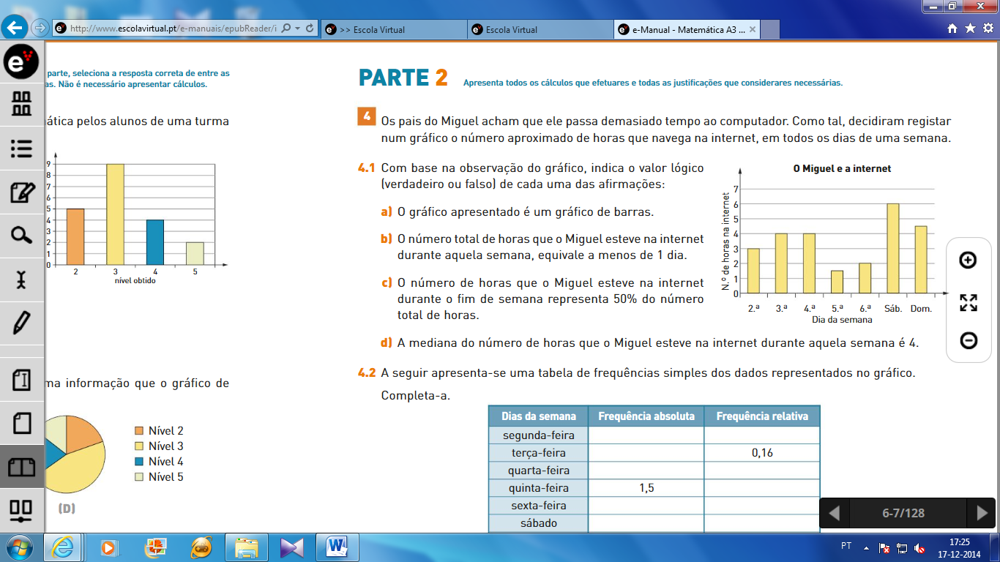 http://www.escolavirtual.pt/e-manuais/epubReader/i
>> Escola Virtual
Escola Virtual
e-Manual - Matemática A3 ...
parte, seleciona a resposta correta de entre as
as. Não é necessário apresentar cálculos.
ática pelos alunos de uma turma
9
8
7
6
5
4
3
2
1
0
2 3 4 5
nível obtido
ma informação que o gráfico de
Nível 2
Nível 3
Nível 4
Nível 5
(D)
PARTE 2
Apresenta todos os cálculos que efetuares e todas as justificações que considerares necessárias.
4 Os pais do Miguel acham que ele passa demasiado tempo ao computador. Como tal, decidiram registar
num gráfico o número aproximado de horas que navega na internet, em todos os dias de uma semana.
4.1 Com base na observação do gráfico, indica o valor lógico
(verdadeiro ou falso) de cada uma das afirmações:
a) O gráfico apresentado é um gráfico de barras.
b) O número total de horas que o Miguel esteve na internet
durante aquela semana, equivale a menos de 1 dia.
c) O número de horas que o Miguel esteve na internet
durante o fim de semana representa 50% do número
total de horas.
O Miguel e a internet
N.º de horas na internet
7
6
5
4
3
2
1
0
2.ª 3.ª 4.ª 5.ª 6.ª Sáb. Dom.
Dia da semana
d) A mediana do número de horas que o Miguel esteve na internet durante aquela semana é 4.
4.2 A seguir apresenta-se uma tabela de frequências simples dos dados representados no gráfico.
Completa-a.
Dias da semana Frequência absoluta Frequência relativa
segunda-feira
terça-feira 0,16
quarta-feira
quinta-feira 1,5
sexta-feira
sábado
6-7/128
PT
17:25
17-12-2014